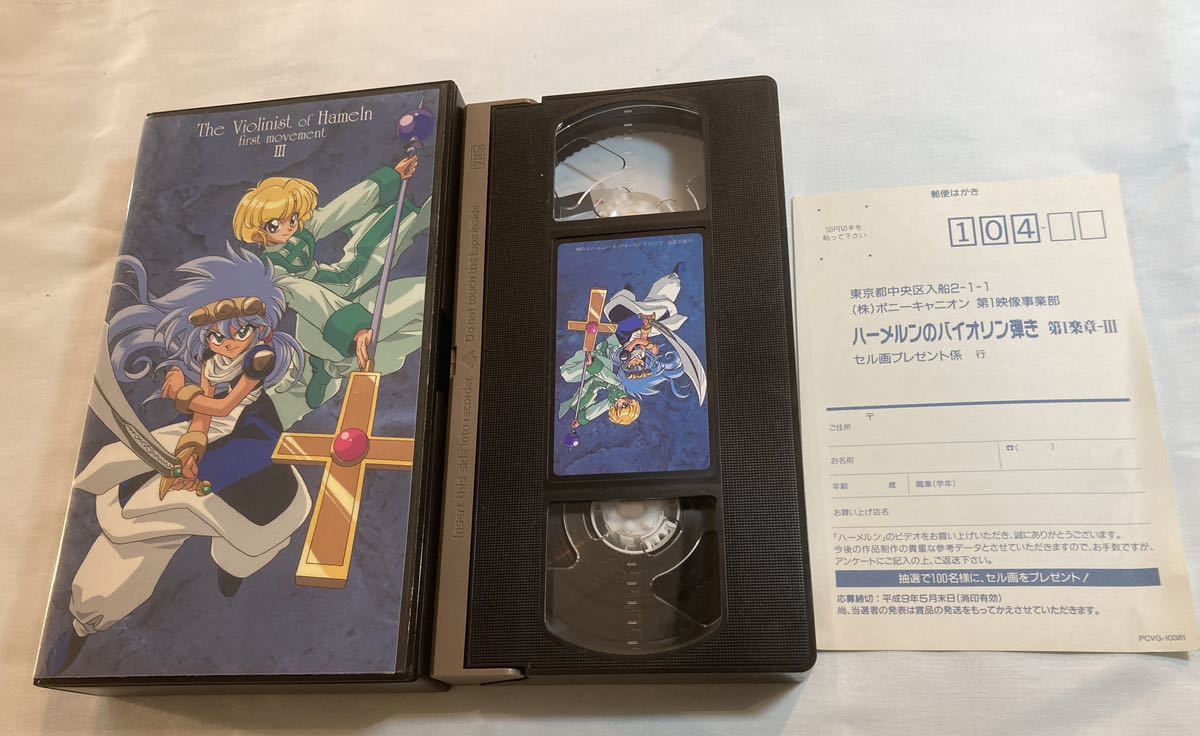 The Violinist of Hameln
first movement
III
VHS
Do not touch the tape inside
Insert this side into recorder
郵便はがき
50円切手を
貼って下さい
104-
東京都中央区入船2-1-1
(株)ポニーキャニオン 第1映像事業部
ハーメルンのバイオリン弾き 第1楽章-III
セル画プレゼント係 行
〒
ご住所
お名前
☎( )
年齢 歳 職業(学年)
お買い上げ店名
「ハーメルン」のビデオをお買い上げいただき、誠にありがとうございます。
今後の作品制作の貴重な参考データとさせていただきますので、お手数ですが、
アンケートにご記入の上、ご返送下さい。
抽選で100名様に、セル画をプレゼント!
応募締切：平成9年5月末日(消印有効)
尚、当選者の発表は賞品の発送をもってかえさせていただきます。
PCVG-10381